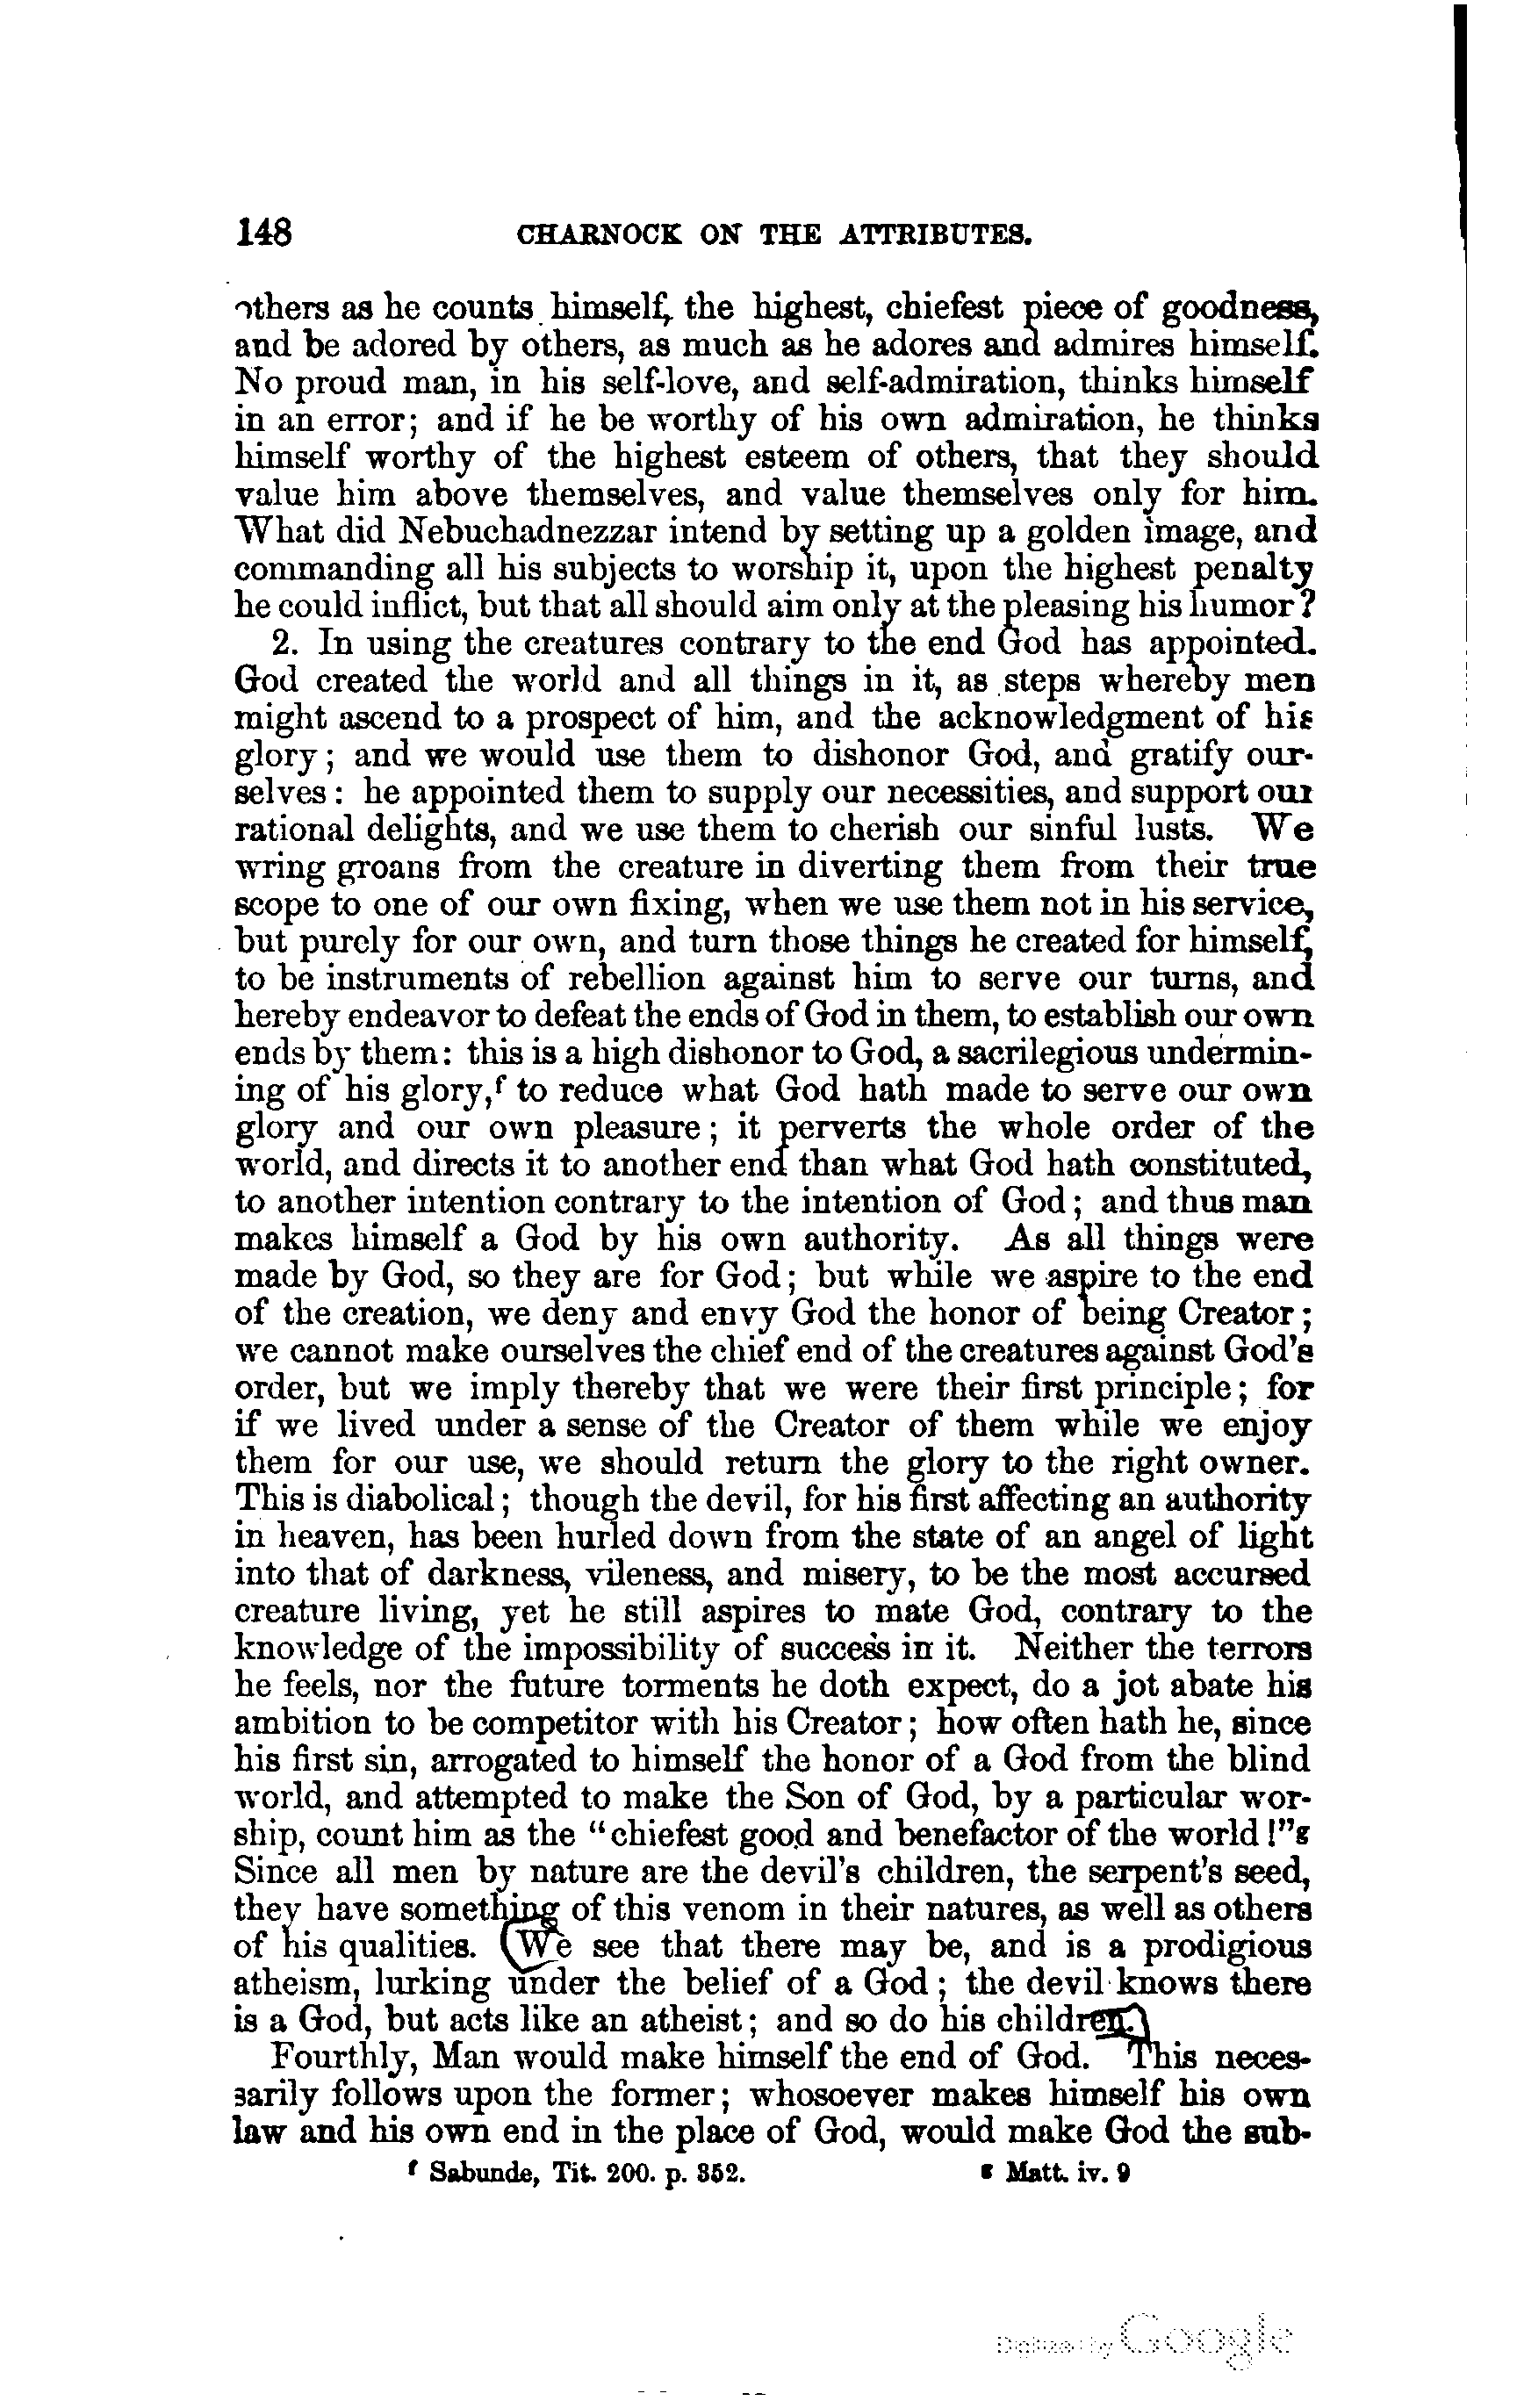 148 CHARNOCK ON THE ATTRIBUTES.
others as he counts himself, the highest, chiefest piece of goodness,
and be adored by others, as much as he adores and admires himself.
No proud man, in his self-love, and self-admiration, thinks himself
in an error; and if he be worthy of his own admiration, he thinks
himself worthy of the highest esteem of others, that they should
value him above themselves, and value themselves only for him.
What did Nebuchadnezzar intend by setting up a golden image, and
commanding all his subjects to worship it, upon the highest penalty
he could inflict, but that all should aim only at the pleasing his humor?
2. In using the creatures contrary to the end God has appointed.
God created the world and all things in it, as steps whereby men
might ascend to a prospect of him, and the acknowledgment of his
glory; and we would use them to dishonor God, and gratify our-
selves: he appointed them to supply our necessities, and support our
rational delights, and we use them to cherish our sinful lusts. We
wring groans from the creature in diverting them from their true
scope to one of our own fixing, when we use them not in his service,
but purely for our own, and turn those things he created for himself,
to be instruments of rebellion against him to serve our turns, and
hereby endeavor to defeat the ends of God in them, to establish our own
ends by them: this is a high dishonor to God, a sacrilegious undermin-
ing of his glory,f to reduce what God hath made to serve our own
glory and our own pleasure; it perverts the whole order of the
world, and directs it to another end than what God hath constituted,
to another intention contrary to the intention of God; and thus man
makes himself a God by his own authority. As all things were
made by God, so they are for God; but while we aspire to the end
of the creation, we deny and envy God the honor of being Creator;
we cannot make ourselves the chief end of the creatures against God's
order, but we imply thereby that we were their first principle; for
if we lived under a sense of the Creator of them while we enjoy
them for our use, we should return the glory to the right owner.
This is diabolical; though the devil, for his first affecting an authority
in heaven, has been hurled down from the state of an angel of light
into that of darkness, vileness, and misery, to be the most accursed
creature living, yet he still aspires to mate God, contrary to the
knowledge of the impossibility of success in it. Neither the terrors
he feels, nor the future torments he doth expect, do a jot abate his
ambition to be competitor with his Creator; how often hath he, since
his first sin, arrogated to himself the honor of a God from the blind
world, and attempted to make the Son of God, by a particular wor-
ship, count him as the "chiefest good and benefactor of the world!"g
Since all men by nature are the devil's children, the serpent's seed,
they have something of this venom in their natures, as well as others
of his qualities. We see that there may be, and is a prodigious
atheism, lurking under the belief of a God; the devil knows there
is a God, but acts like an atheist; and so do his children.
Fourthly, Man would make himself the end of God. This neces-
sarily follows upon the former; whosoever makes himself his own
law and his own end in the place of God, would make God the sub-
f Sabunde, Tit. 200. p. 352. g Matt. iv. 9
Digitized by Google